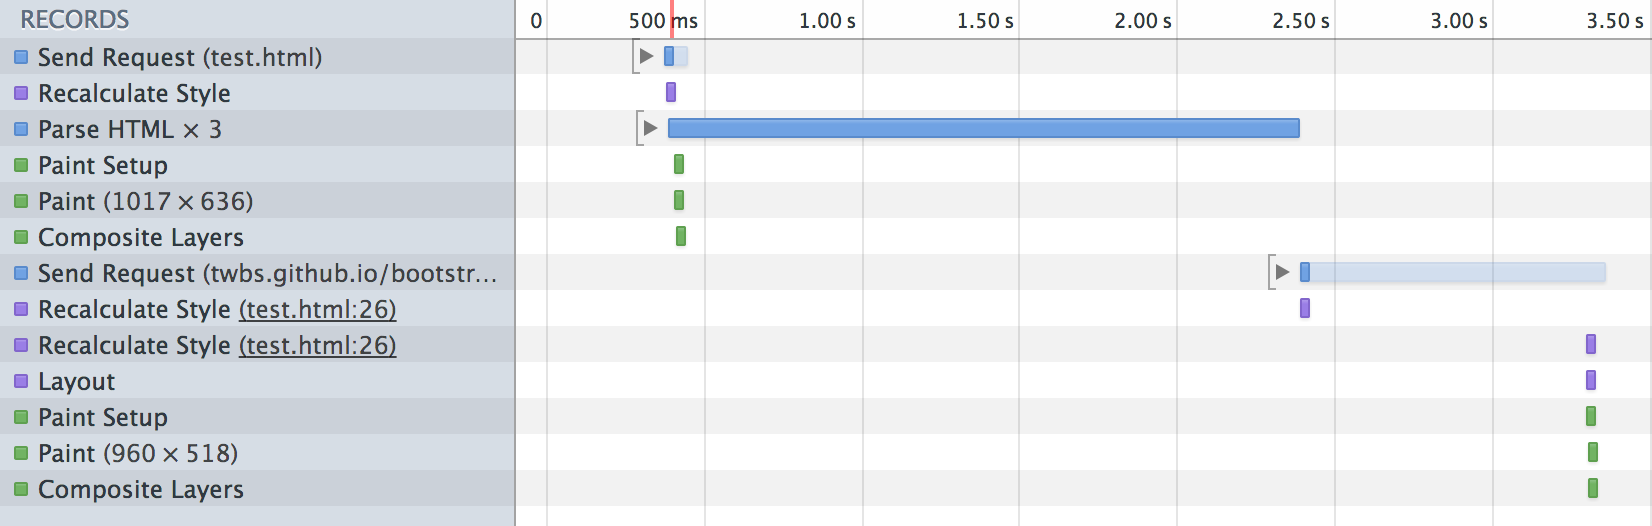 RECORDS 0 500 ms 1.00 s 1.50 s 2.00 s 2.50 s 3.00 s 3.50 s
Send Request (test.html)
Recalculate Style
Parse HTML × 3
Paint Setup
Paint (1017 × 636)
Composite Layers
Send Request (twbs.github.io/bootstr...
Recalculate Style (test.html:26)
Recalculate Style (test.html:26)
Layout
Paint Setup
Paint (960 × 518)
Composite Layers